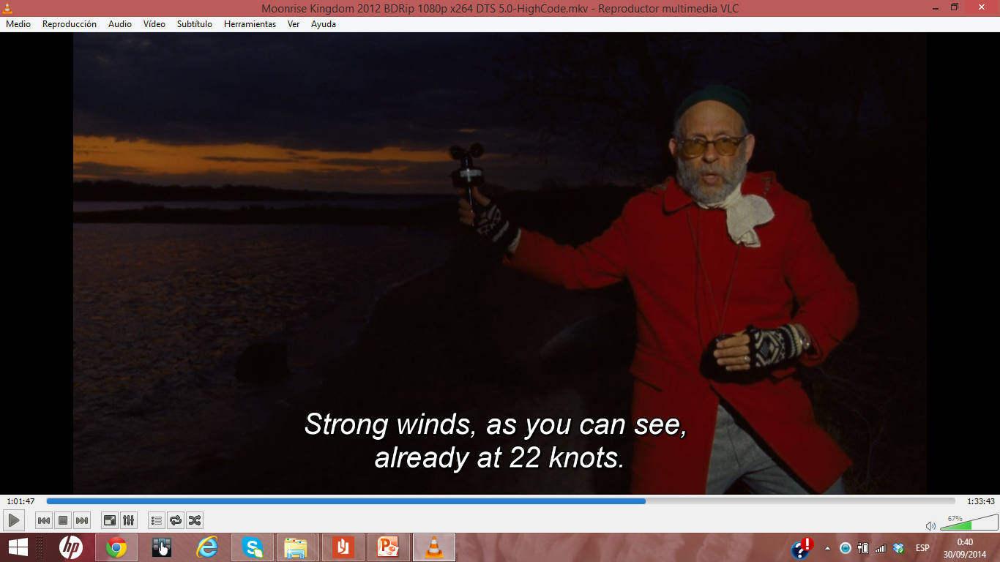 Moonrise Kingdom 2012 BDRip 1080p x264 DTS 5.0-HighCode.mkv - Reproductor multimedia VLC
Medio Reproducción Audio Vídeo Subtítulo Herramientas Ver Ayuda
Strong winds, as you can see,
already at 22 knots.
1:01:47 1:33:43
67%
ESP
0:40
30/09/2014